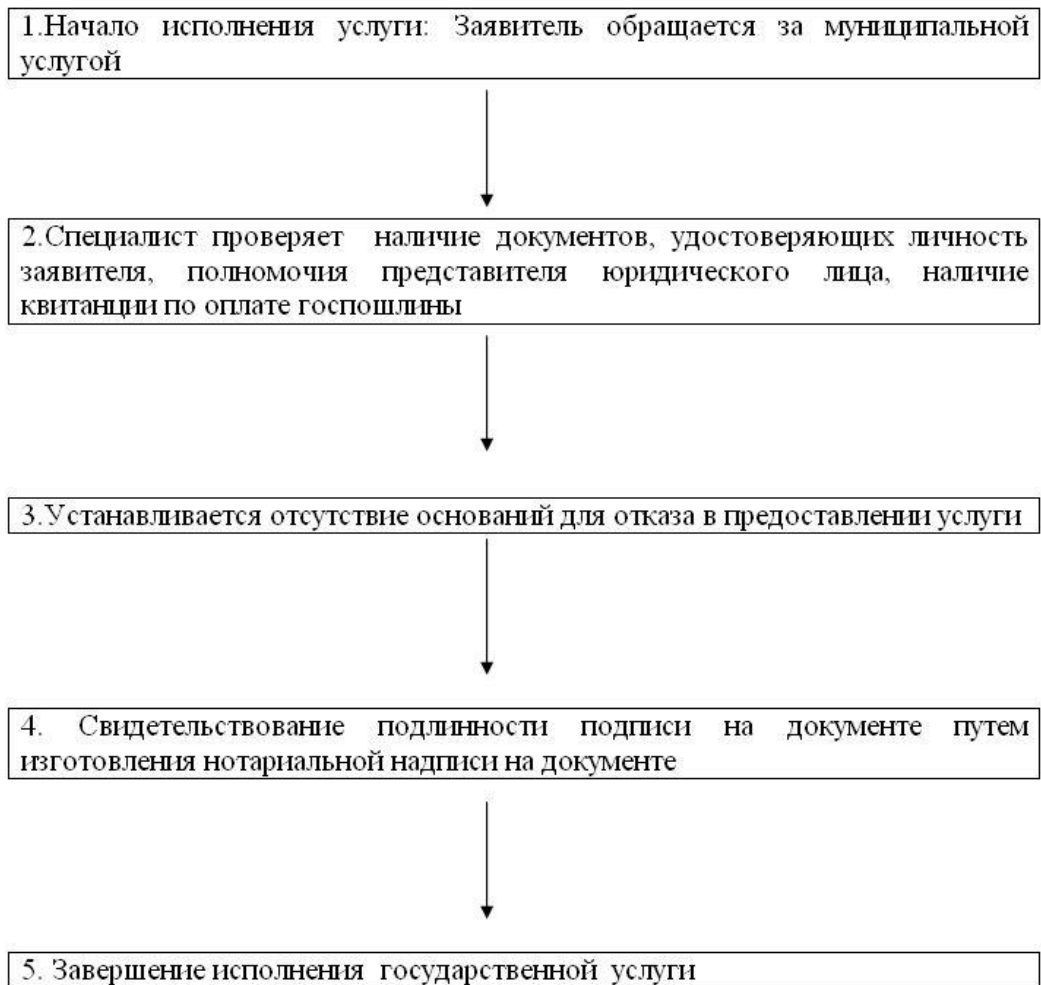 1.Начало исполнения услуги: Заявитель обращается за муниципальной
услугой
2.Специалист проверяет наличие документов, удостоверяющих личность
заявителя, полномочия представителя юридического лица, наличие
квитанции по оплате госпошлины
3.Устанавливается отсутствие оснований для отказа в предоставлении услуги
4. Свидетельствование подлинности подписи на документе путем
изготовления нотариальной надписи на документе
5. Завершение исполнения государственной услуги